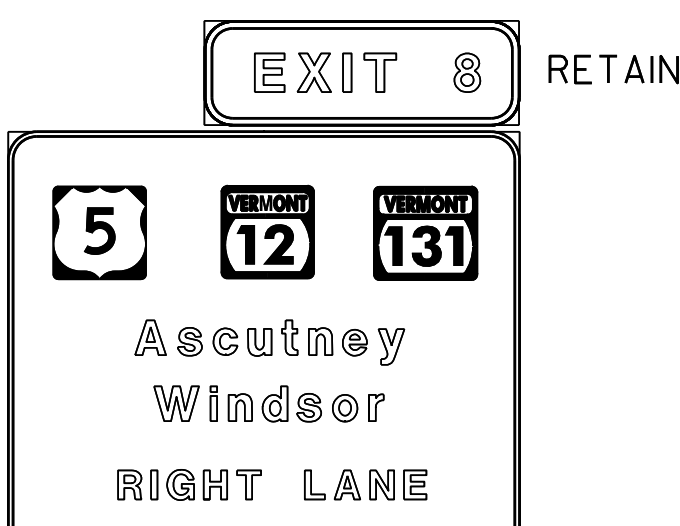 EXIT 8 RETAIN
VERMONT VERMONT
5 12 131
Ascutney
Windsor
RIGHT LANE